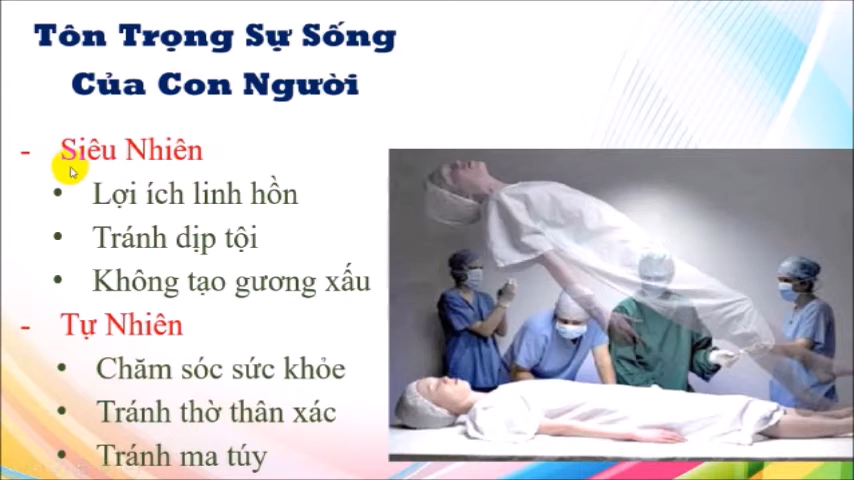 Tôn Trọng Sự Sống
Của Con Người
- Siêu Nhiên
• Lợi ích linh hồn
• Tránh dịp tội
• Không tạo gương xấu
- Tự Nhiên
• Chăm sóc sức khỏe
• Tránh thờ thân xác
• Tránh ma túy